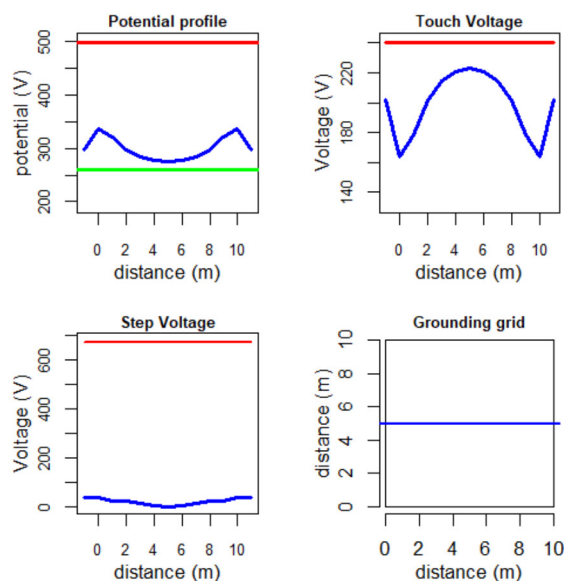 Potential profile
potential (V)
500
400
300
200
0 2 4 6 8 10
distance (m)
Touch Voltage
Voltage (V)
220
180
140
0 2 4 6 8 10
distance (m)
Step Voltage
Voltage (V)
600
400
200
0
0 2 4 6 8 10
distance (m)
Grounding grid
distance (m)
10
8
6
4
2
0
0 2 4 6 8 10
distance (m)